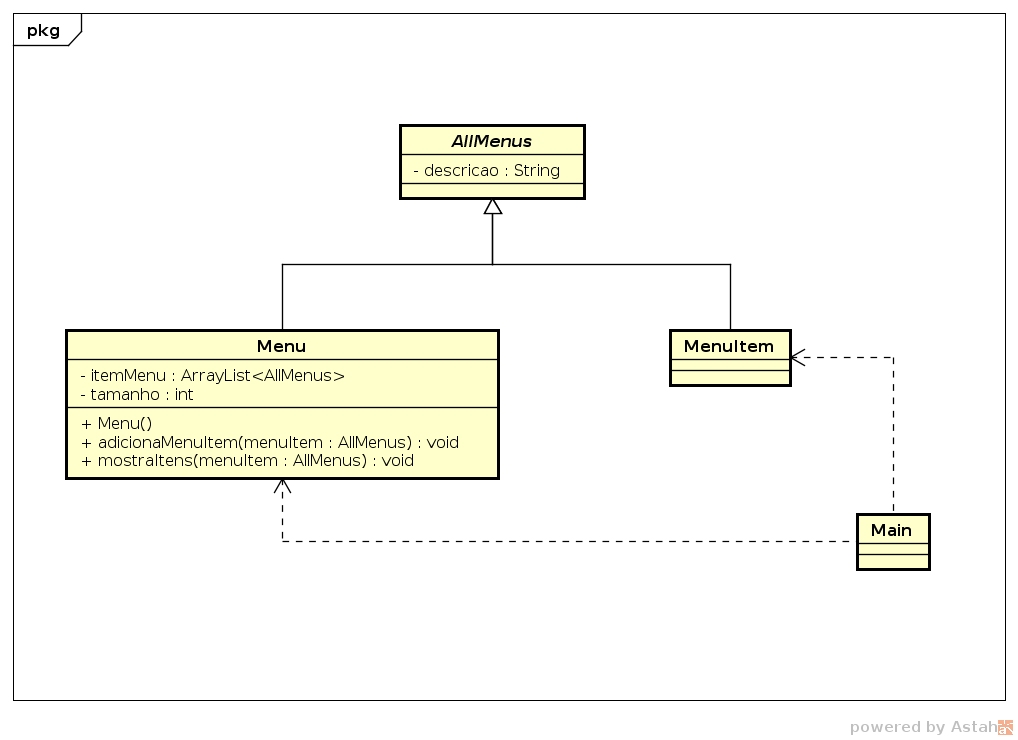 pkg
AllMenus
- descricao : String
Menu
- itemMenu : ArrayList<AllMenus>
- tamanho : int
+ Menu()
+ adicionaMenuItem(menuItem : AllMenus) : void
+ mostraItens(menuItem : AllMenus) : void
MenuItem
Main
powered by Astah